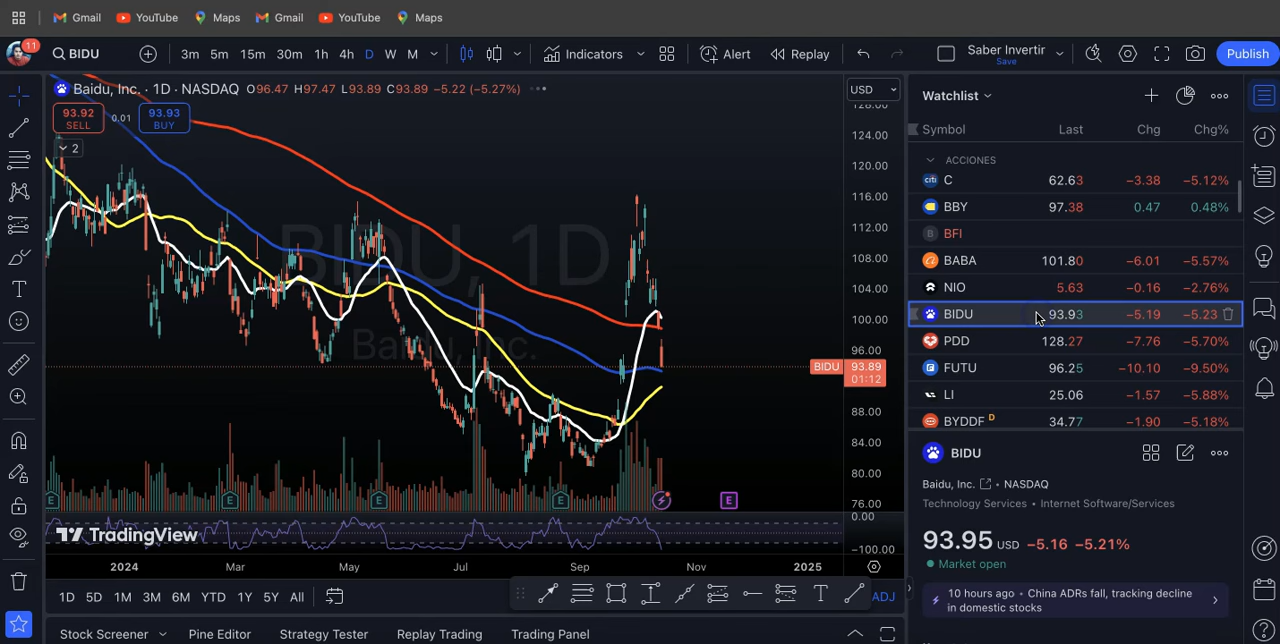 Gmail YouTube Maps Gmail YouTube Maps
11
BIDU 3m 5m 15m 30m 1h 4h D W M Indicators Alert Replay Saber Invertir Save Publish
Baidu, Inc. · 1D · NASDAQ O96.47 H97.47 L93.89 C93.89 −5.22 (−5.27%)
93.92 SELL 0.01 93.93 BUY
2
USD
128.00
124.00
120.00
116.00
112.00
108.00
104.00
100.00
96.00
BIDU 93.89
01:12
88.00
84.00
80.00
76.00
0.00
−100.00
BIDU, 1D
Baidu, Inc.
E E E E E
TradingView
2024 Mar May Jul Sep Nov 2025
1D 5D 1M 3M 6M YTD 1Y 5Y All ADJ
Stock Screener Pine Editor Strategy Tester Replay Trading Trading Panel
Watchlist
Symbol Last Chg Chg%
ACCIONES
citi C 62.63 −3.38 −5.12%
BBY 97.38 0.47 0.48%
B BFI
BABA 101.80 −6.01 −5.57%
NIO 5.63 −0.16 −2.76%
BIDU 93.93 −5.19 −5.23
PDD 128.27 −7.76 −5.70%
FUTU 96.25 −10.10 −9.50%
LI 25.06 −1.57 −5.88%
BYDDF D 34.77 −1.90 −5.18%
BIDU
Baidu, Inc. • NASDAQ
Technology Services • Internet Software/Services
93.95 USD −5.16 −5.21%
Market open
10 hours ago • China ADRs fall, tracking decline
in domestic stocks